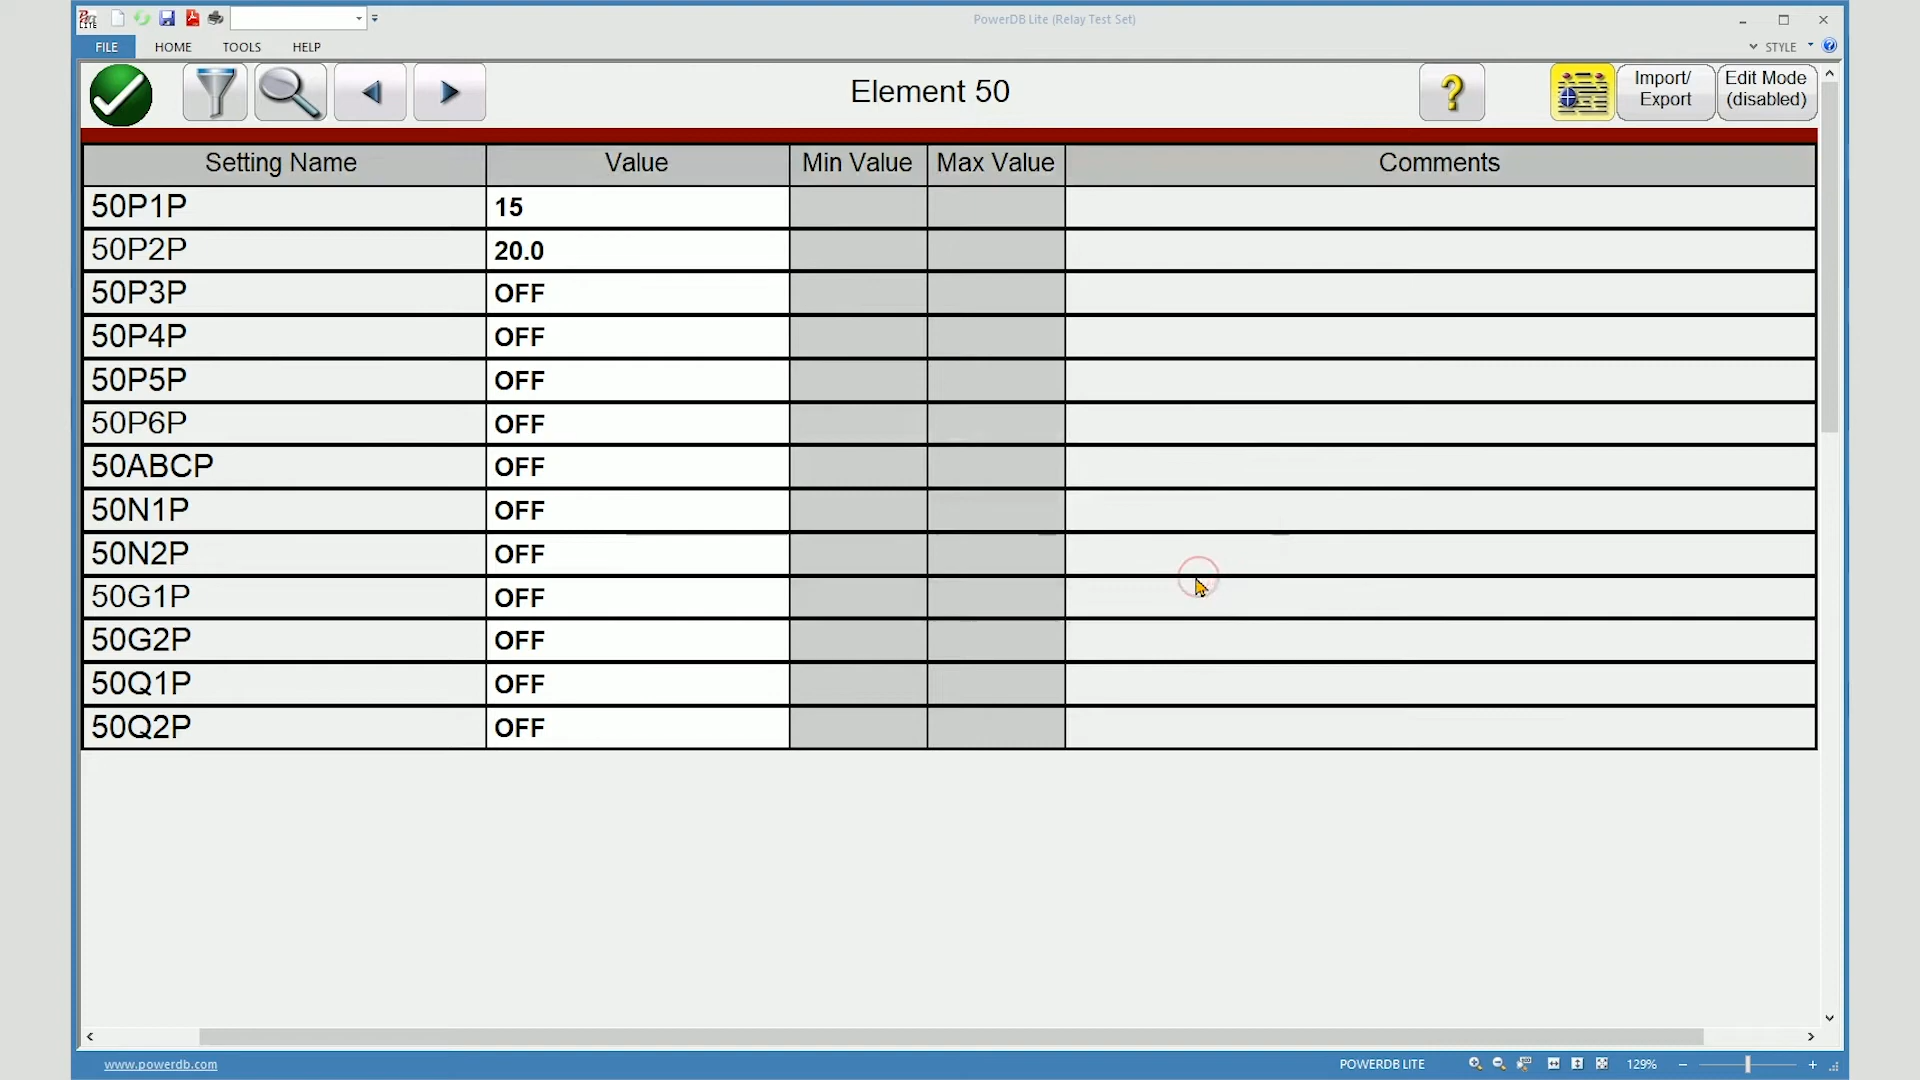 PowerDB Lite (Relay Test Set)
FILE HOME TOOLS HELP STYLE
Element 50
Import/
Export
Edit Mode
(disabled)
Setting Name Value Min Value Max Value Comments
50P1P 15
50P2P 20.0
50P3P OFF
50P4P OFF
50P5P OFF
50P6P OFF
50ABCP OFF
50N1P OFF
50N2P OFF
50G1P OFF
50G2P OFF
50Q1P OFF
50Q2P OFF
www.powerdb.com POWERDB LITE 129%